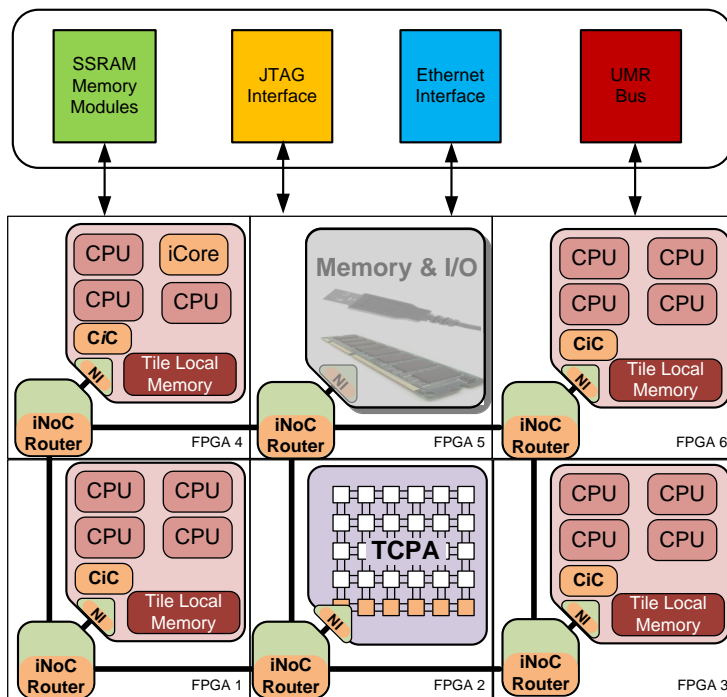 SSRAM
Memory
Modules
JTAG
Interface
Ethernet
Interface
UMR
Bus
CPU
iCore
CPU
CPU
CiC
NI
Tile Local
Memory
iNoC
Router
FPGA 4
Memory & I/O
NI
iNoC
Router
FPGA 5
CPU
CPU
CPU
CPU
CiC
NI
Tile Local
Memory
iNoC
Router
FPGA 6
CPU
CPU
CPU
CPU
CiC
NI
Tile Local
Memory
iNoC
Router
FPGA 1
TCPA
NI
iNoC
Router
FPGA 2
CPU
CPU
CPU
CPU
CiC
NI
Tile Local
Memory
iNoC
Router
FPGA 3